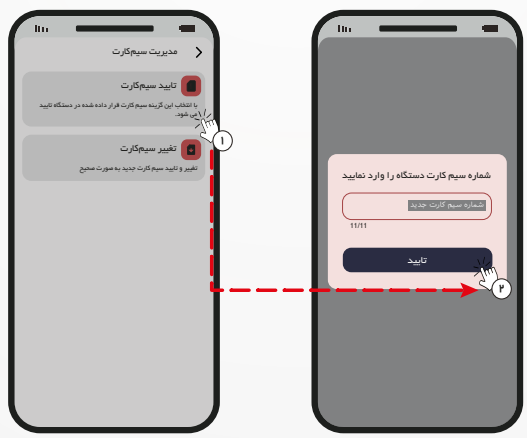 مدیریت سیم‌کارت
تایید سیم‌کارت
با انتخاب این گزینه سیم کارت قرار داده شده در دستگاه تایید
می شود.
۱
تغییر سیم‌کارت
تغییر و تایید سیم کارت جدید به صورت صحیح
شماره سیم کارت دستگاه را وارد نمایید
شماره سیم کارت جدید
11/11
تایید
۲